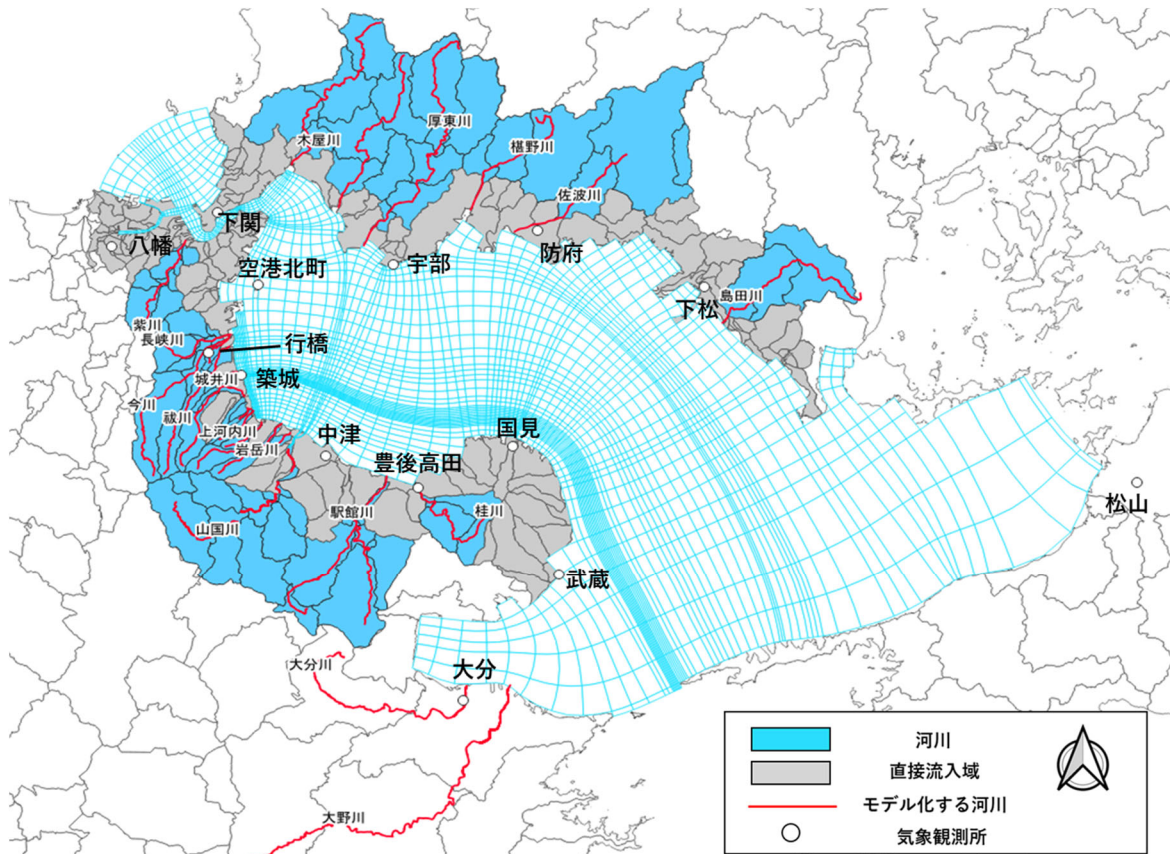 木屋川
厚東川
椹野川
佐波川
下関
八幡
空港北町
宇部
防府
下松
島田川
紫川
長峡川
行橋
城井川
築城
今川
祓川
上河内川
岩岳川
中津
国見
豊後高田
駅館川
桂川
山国川
松山
武蔵
大分川
大分
大野川
河川
直接流入域
モデル化する河川
気象観測所